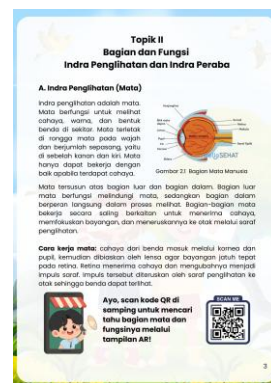 Topik II
Bagian dan Fungsi
Indra Penglihatan dan Indra Peraba
A. Indra Penglihatan (Mata)
Indra penglihatan adalah mata.
Mata berfungsi untuk melihat
cahaya, warna, dan bentuk
benda di sekitar. Mata terletak
di rongga mata pada wajah
dan berjumlah sepasang, yaitu
di sebelah kanan dan kiri. Mata
hanya dapat bekerja dengan
baik apabila terdapat cahaya.
SEHAT
Gambar 2.1 Bagian Mata Manusia
Mata tersusun atas bagian luar dan bagian dalam. Bagian luar
mata berfungsi melindungi mata, sedangkan bagian dalam
berperan langsung dalam proses melihat. Bagian-bagian mata
bekerja secara saling berkaitan untuk menerima cahaya,
memfokuskan bayangan, dan meneruskannya ke otak melalui saraf
penglihatan.
Cara kerja mata: cahaya dari benda masuk melalui kornea dan
pupil, kemudian dibiaskan oleh lensa agar bayangan jatuh tepat
pada retina. Retina menerima cahaya dan mengubahnya menjadi
impuls saraf. Impuls tersebut diteruskan oleh saraf penglihatan ke
otak sehingga benda dapat terlihat.
Ayo, scan kode QR di
samping untuk mencari
tahu bagian mata dan
fungsinya melalui
tampilan AR!
SCAN ME
3